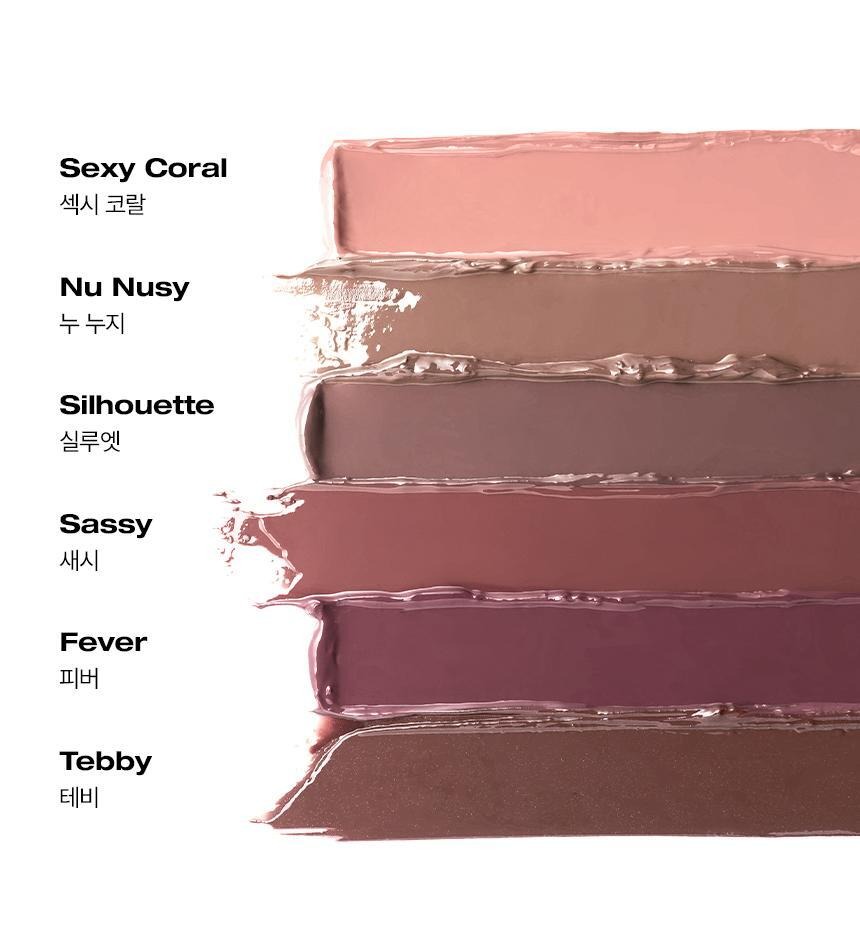 Sexy Coral
섹시 코랄
Nu Nusy
누 누지
Silhouette
실루엣
Sassy
새시
Fever
피버
Tebby
테비